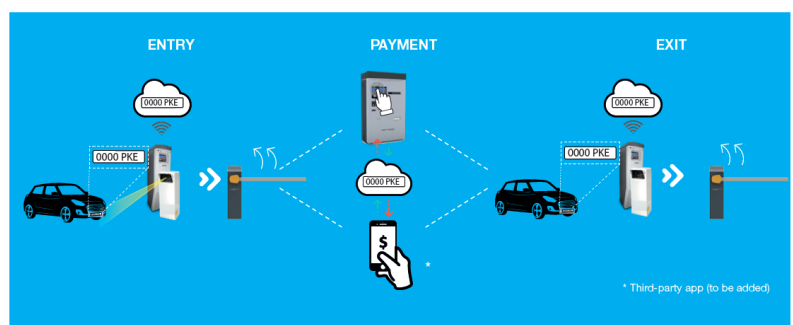 ENTRY
PAYMENT
EXIT
0000 PKE
0000 PKE
0000 PKE
$
*
0000 PKE
0000 PKE
* Third-party app (to be added)